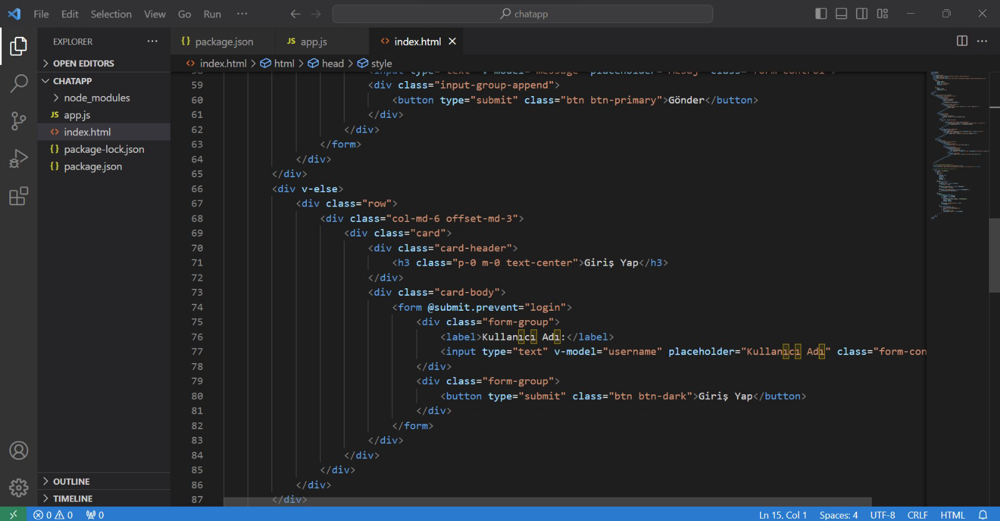 File Edit Selection View Go Run ··· chatapp
EXPLORER ···
OPEN EDITORS
CHATAPP
node_modules
JS app.js
<> index.html
{} package-lock.json
{} package.json
OUTLINE
TIMELINE
{} package.json JS app.js <> index.html ×
<> index.html > html > head > style
59 <div class="input-group-append">
60 <button type="submit" class="btn btn-primary">Gönder</button>
61 </div>
62 </div>
63 </form>
64 </div>
65 </div>
66 <div v-else>
67 <div class="row">
68 <div class="col-md-6 offset-md-3">
69 <div class="card">
70 <div class="card-header">
71 <h3 class="p-0 m-0 text-center">Giriş Yap</h3>
72 </div>
73 <div class="card-body">
74 <form @submit.prevent="login">
75 <div class="form-group">
76 <label>Kullanıcı Adı:</label>
77 <input type="text" v-model="username" placeholder="Kullanıcı Adı" class="form-con
78 </div>
79 <div class="form-group">
80 <button type="submit" class="btn btn-dark">Giriş Yap</button>
81 </div>
82 </form>
83 </div>
84 </div>
85 </div>
86 </div>
87 </div>
0 0 0 Ln 15, Col 1 Spaces: 4 UTF-8 CRLF HTML